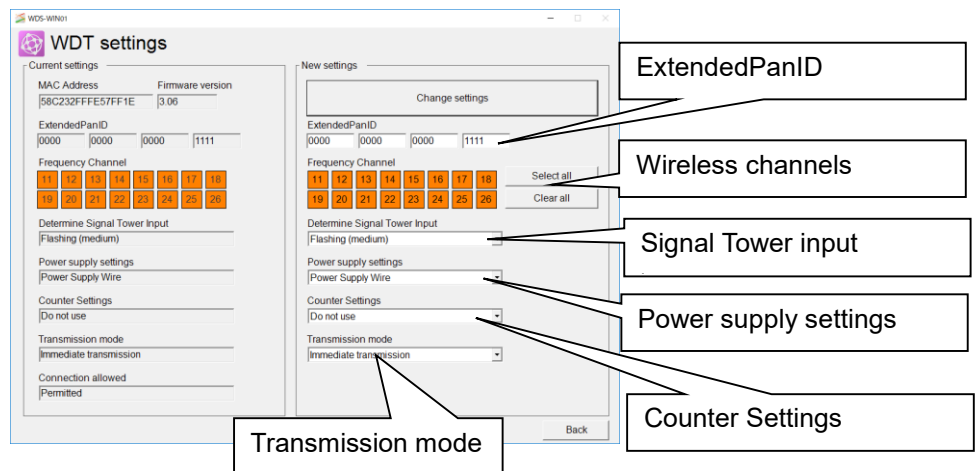 WDS-WIN01
WDT settings
Current settings
MAC Address Firmware version
58C232FFFE57FF1E 3.06
ExtendedPanID
0000 0000 0000 1111
Frequency Channel
11 12 13 14 15 16 17 18
19 20 21 22 23 24 25 26
Determine Signal Tower Input
Flashing (medium)
Power supply settings
Power Supply Wire
Counter Settings
Do not use
Transmission mode
Immediate transmission
Connection allowed
Permitted
New settings
Change settings
ExtendedPanID
0000 0000 0000 1111
Frequency Channel
11 12 13 14 15 16 17 18 Select all
19 20 21 22 23 24 25 26 Clear all
Determine Signal Tower Input
Flashing (medium)
Power supply settings
Power Supply Wire
Counter Settings
Do not use
Transmission mode
Immediate transmission
Back
ExtendedPanID
Wireless channels
Signal Tower input
Power supply settings
Counter Settings
Transmission mode